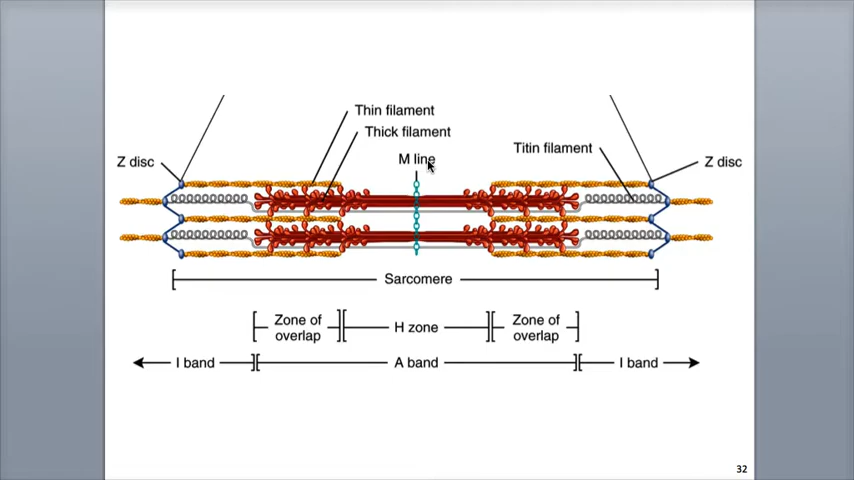 Thin filament
Thick filament
M line
Titin filament
Z disc
Z disc
Sarcomere
Zone of
overlap
H zone
Zone of
overlap
I band
A band
I band
32